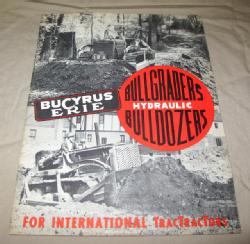 BUCYRUS
ERIE
BULLGRADERS
HYDRAULIC
BULLDOZERS
FOR INTERNATIONAL TRACTRACTORS